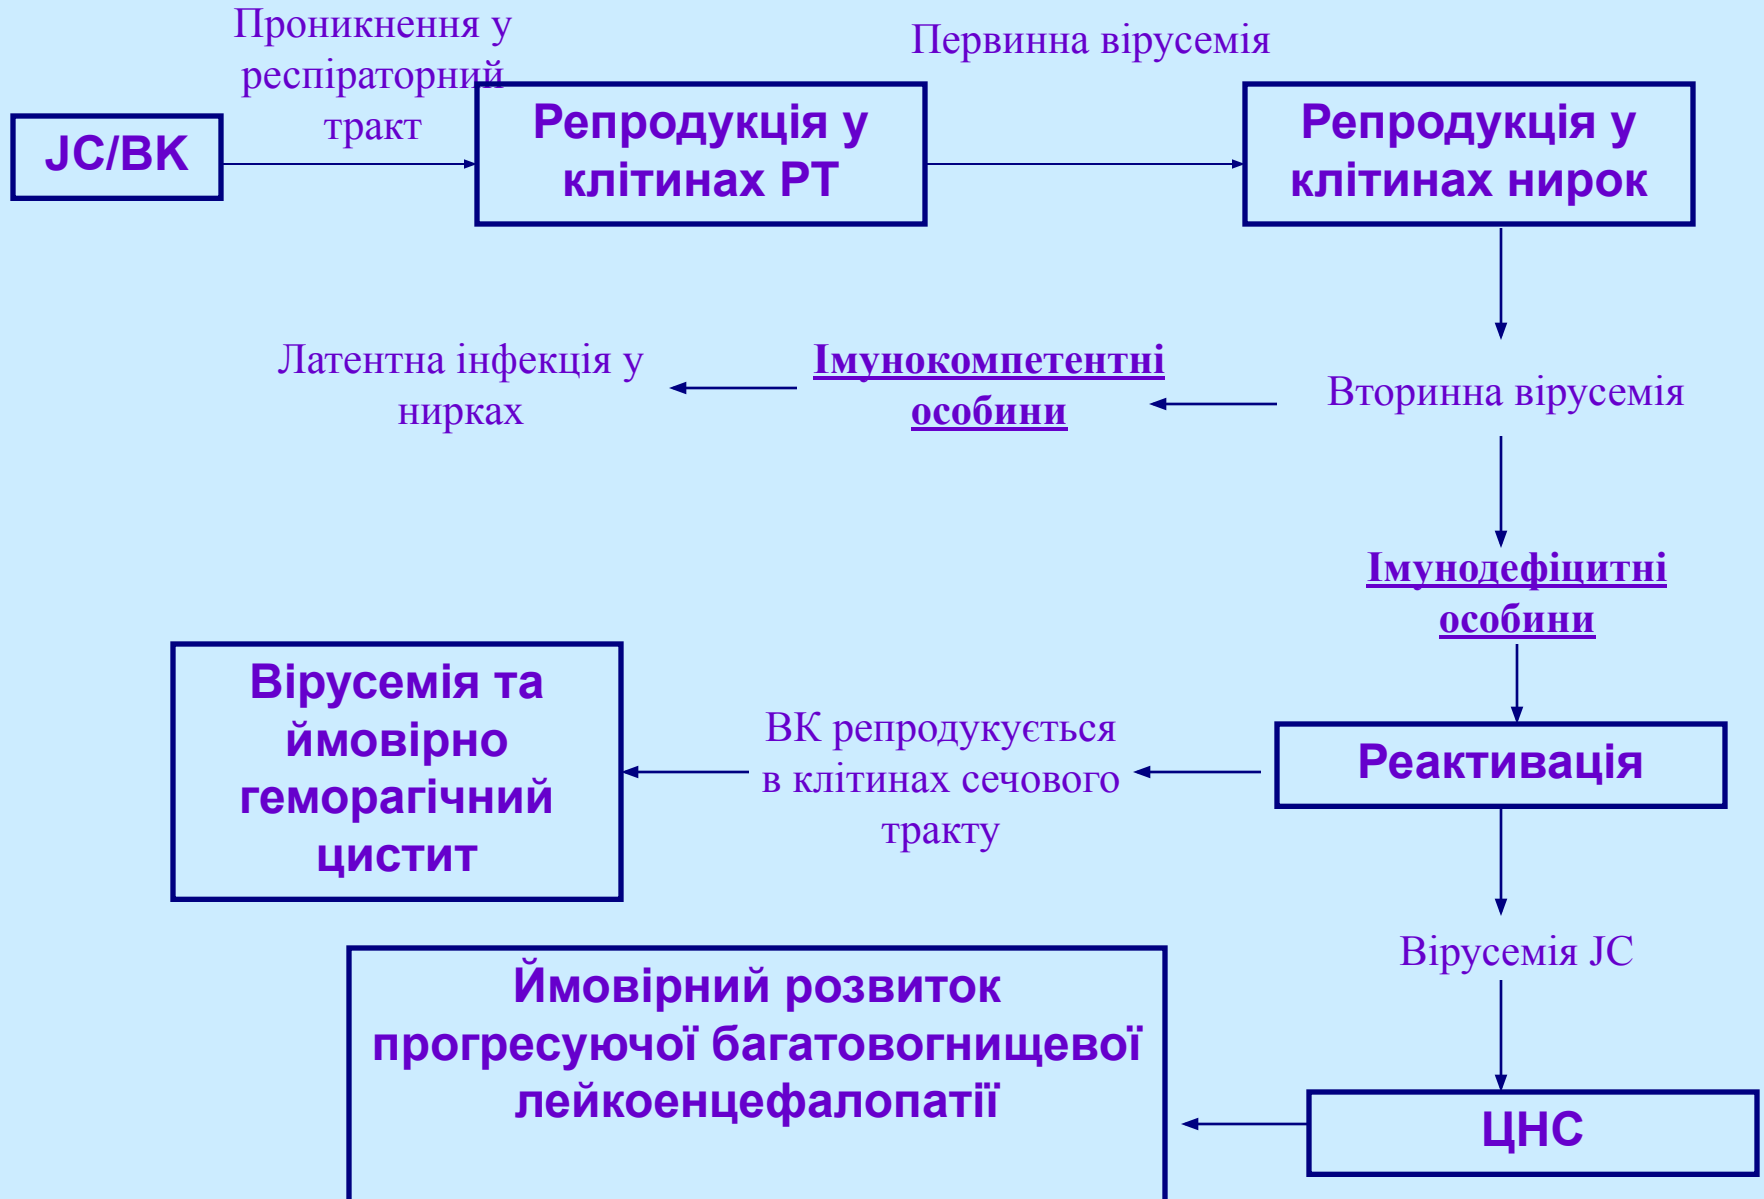 Проникнення у
респіраторний
тракт
Первинна вірусемія
JC/BK
Репродукція у
клітинах РТ
Репродукція у
клітинах нирок
Латентна інфекція у
нирках
Імунокомпетентні
особини
Вторинна вірусемія
Імунодефіцитні
особини
Вірусемія та
ймовірно
геморагічний
цистит
ВК репродукується
в клітинах сечового
тракту
Реактивація
Вірусемія JC
Ймовірний розвиток
прогресуючої багатовогнищевої
лейкоенцефалопатії
ЦНС